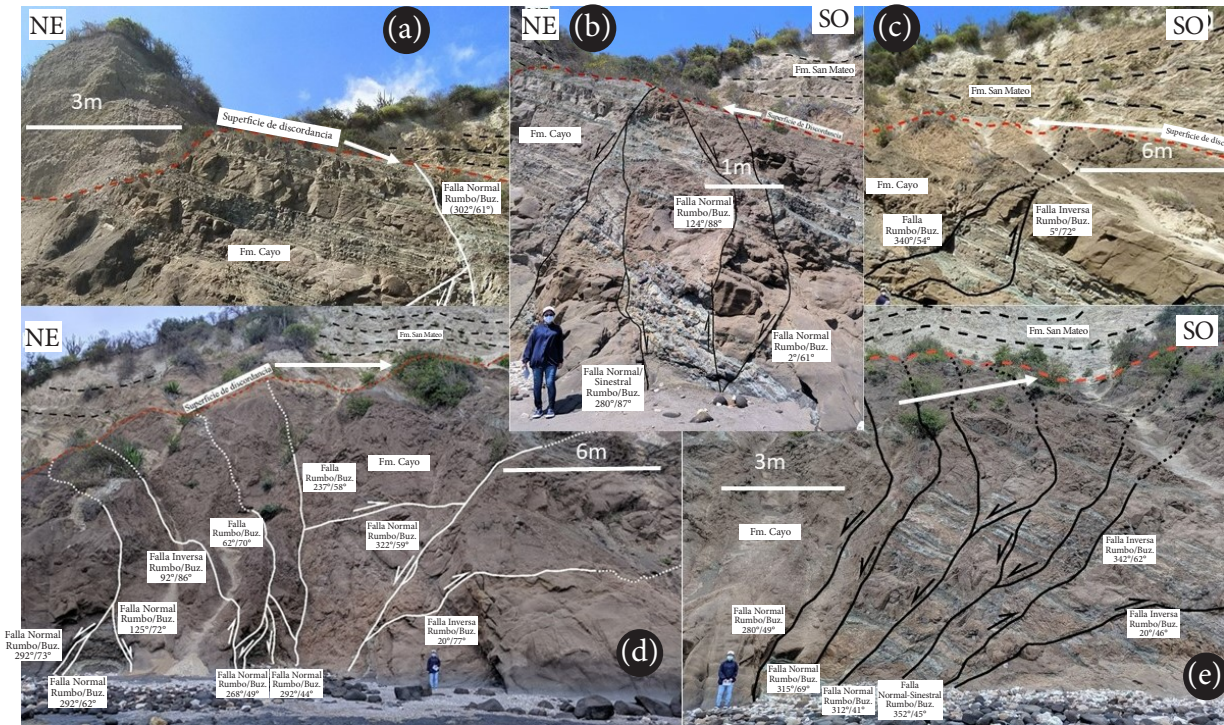 NE
(a)
3m
Superficie de discordancia
Falla Normal
Rumbo/Buz.
(302°/61°)
Fm. Cayo
NE
(b)
SO
Fm. San Mateo
Superficie de Discordancia
Fm. Cayo
1m
Falla Normal
Rumbo/Buz.
124°/88°
Falla Normal
Rumbo/Buz.
2°/61°
Falla Normal/
Sinestral
Rumbo/Buz.
280°/87°
(c)
SO
Fm. San Mateo
Superficie de disc
6m
Fm. Cayo
Falla
Rumbo/Buz.
340°/54°
Falla Inversa
Rumbo/Buz.
5°/72°
NE
Fm. San Mateo
Superficie de discordancia
Fm. Cayo
6m
Falla
Rumbo/Buz.
237°/58°
Falla
Rumbo/Buz.
62°/70°
Falla Normal
Rumbo/Buz.
322°/59°
Falla Inversa
Rumbo/Buz.
92°/86°
Falla Normal
Rumbo/Buz.
125°/72°
Falla Normal
Rumbo/Buz.
292°/73°
Falla Inversa
Rumbo/Buz.
20°/77°
Falla Normal
Rumbo/Buz.
292°/62°
Falla Normal
Rumbo/Buz.
268°/49°
Falla Normal
Rumbo/Buz.
292°/44°
(d)
Fm. San Mateo
SO
3m
Fm. Cayo
Falla Inversa
Rumbo/Buz.
342°/62°
Falla Normal
Rumbo/Buz.
280°/49°
Falla Inversa
Rumbo/Buz.
20°/46°
Falla Normal
Rumbo/Buz.
315°/69°
Falla Normal
Rumbo/Buz.
312°/41°
Falla
Normal-Sinestral
Rumbo/Buz.
352°/45°
(e)